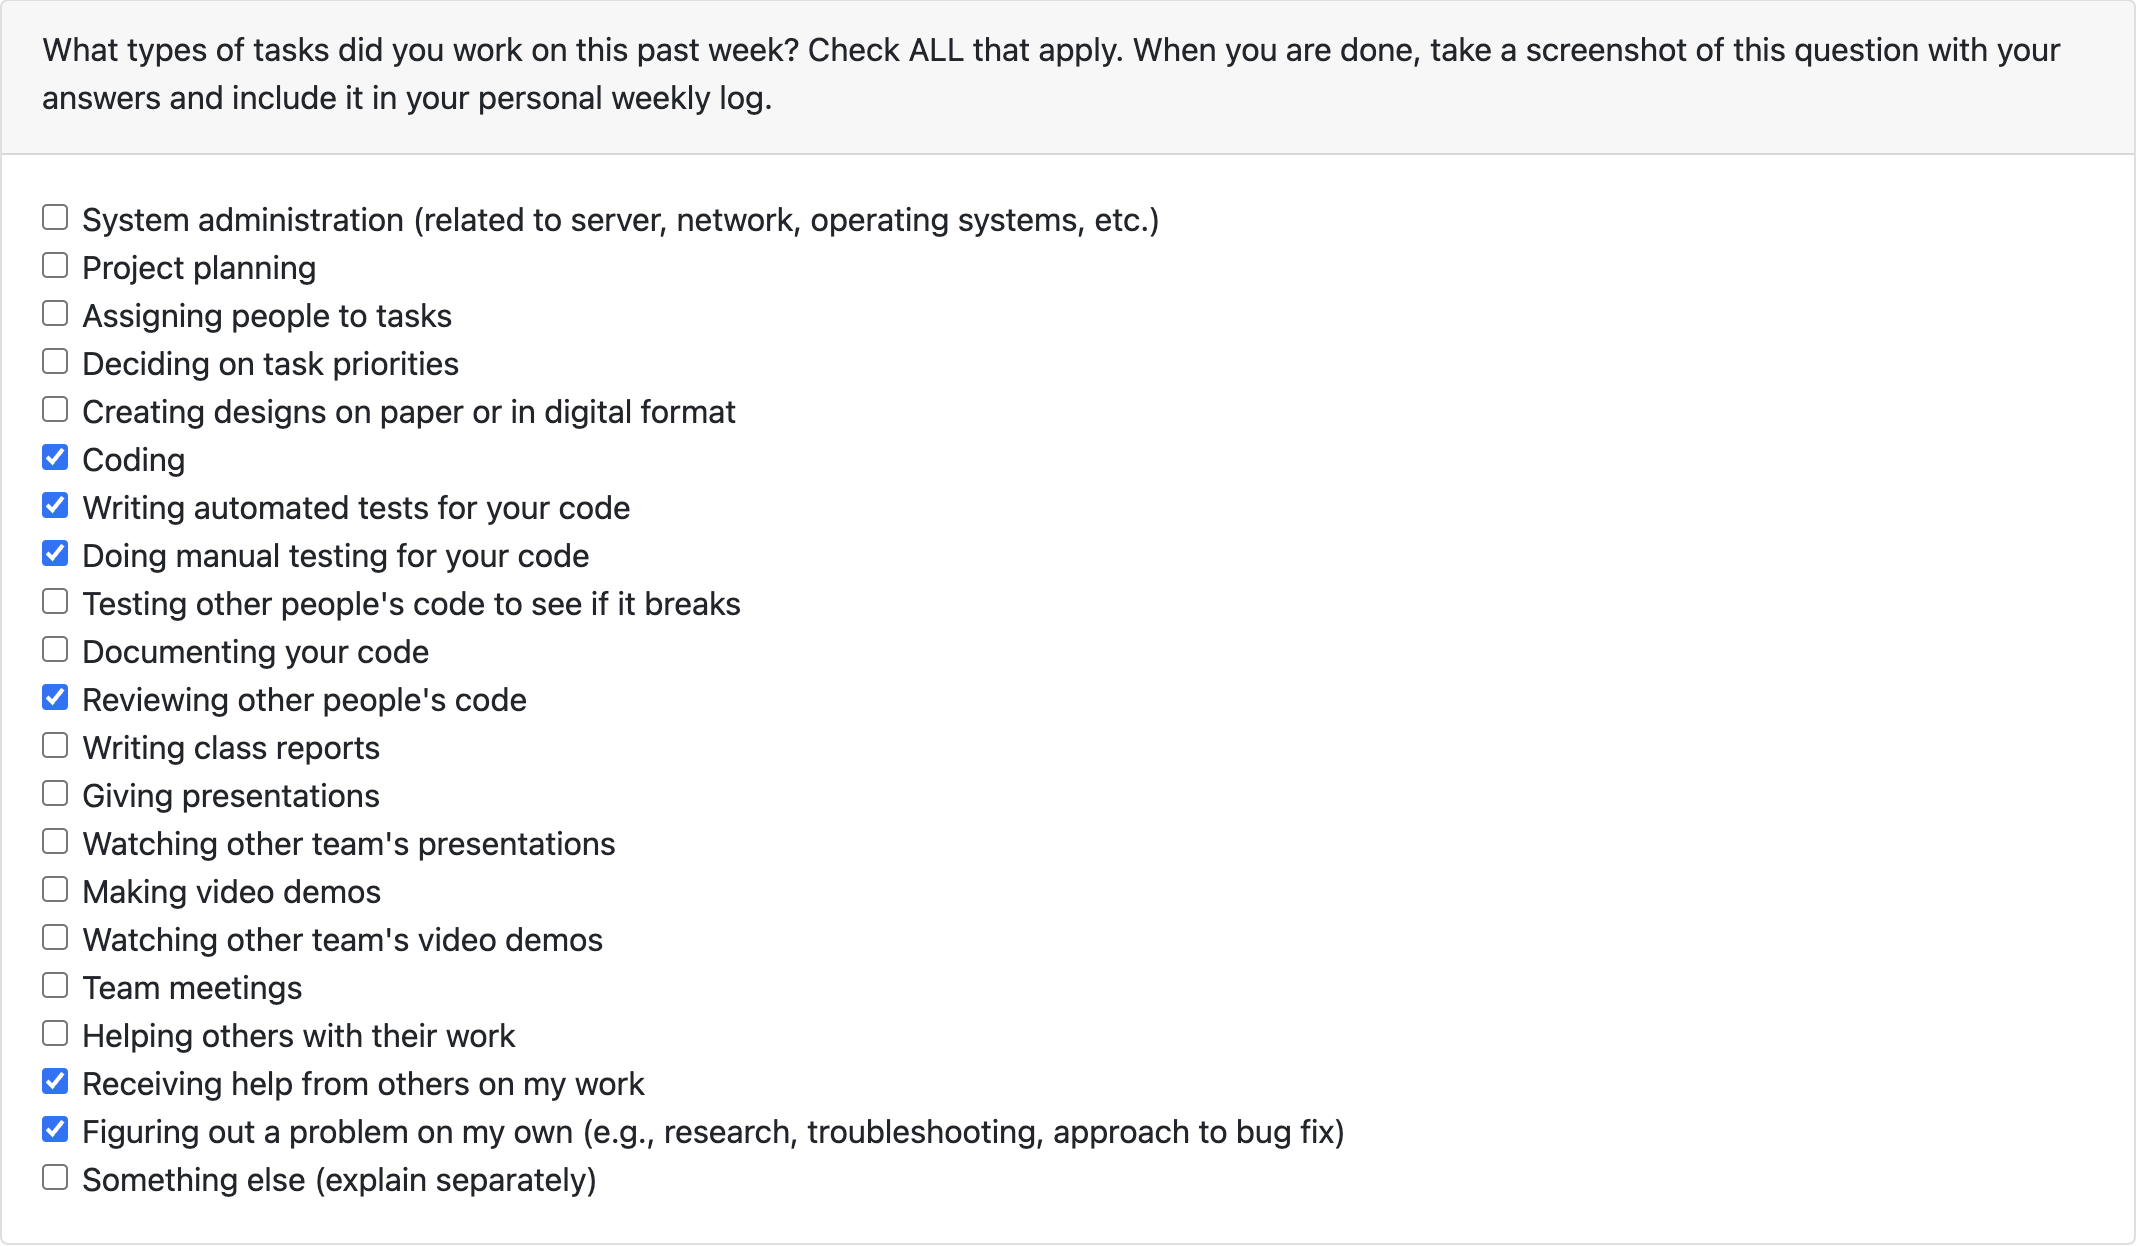 What types of tasks did you work on this past week? Check ALL that apply. When you are done, take a screenshot of this question with your
answers and include it in your personal weekly log.
System administration (related to server, network, operating systems, etc.)
Project planning
Assigning people to tasks
Deciding on task priorities
Creating designs on paper or in digital format
Coding
Writing automated tests for your code
Doing manual testing for your code
Testing other people's code to see if it breaks
Documenting your code
Reviewing other people's code
Writing class reports
Giving presentations
Watching other team's presentations
Making video demos
Watching other team's video demos
Team meetings
Helping others with their work
Receiving help from others on my work
Figuring out a problem on my own (e.g., research, troubleshooting, approach to bug fix)
Something else (explain separately)